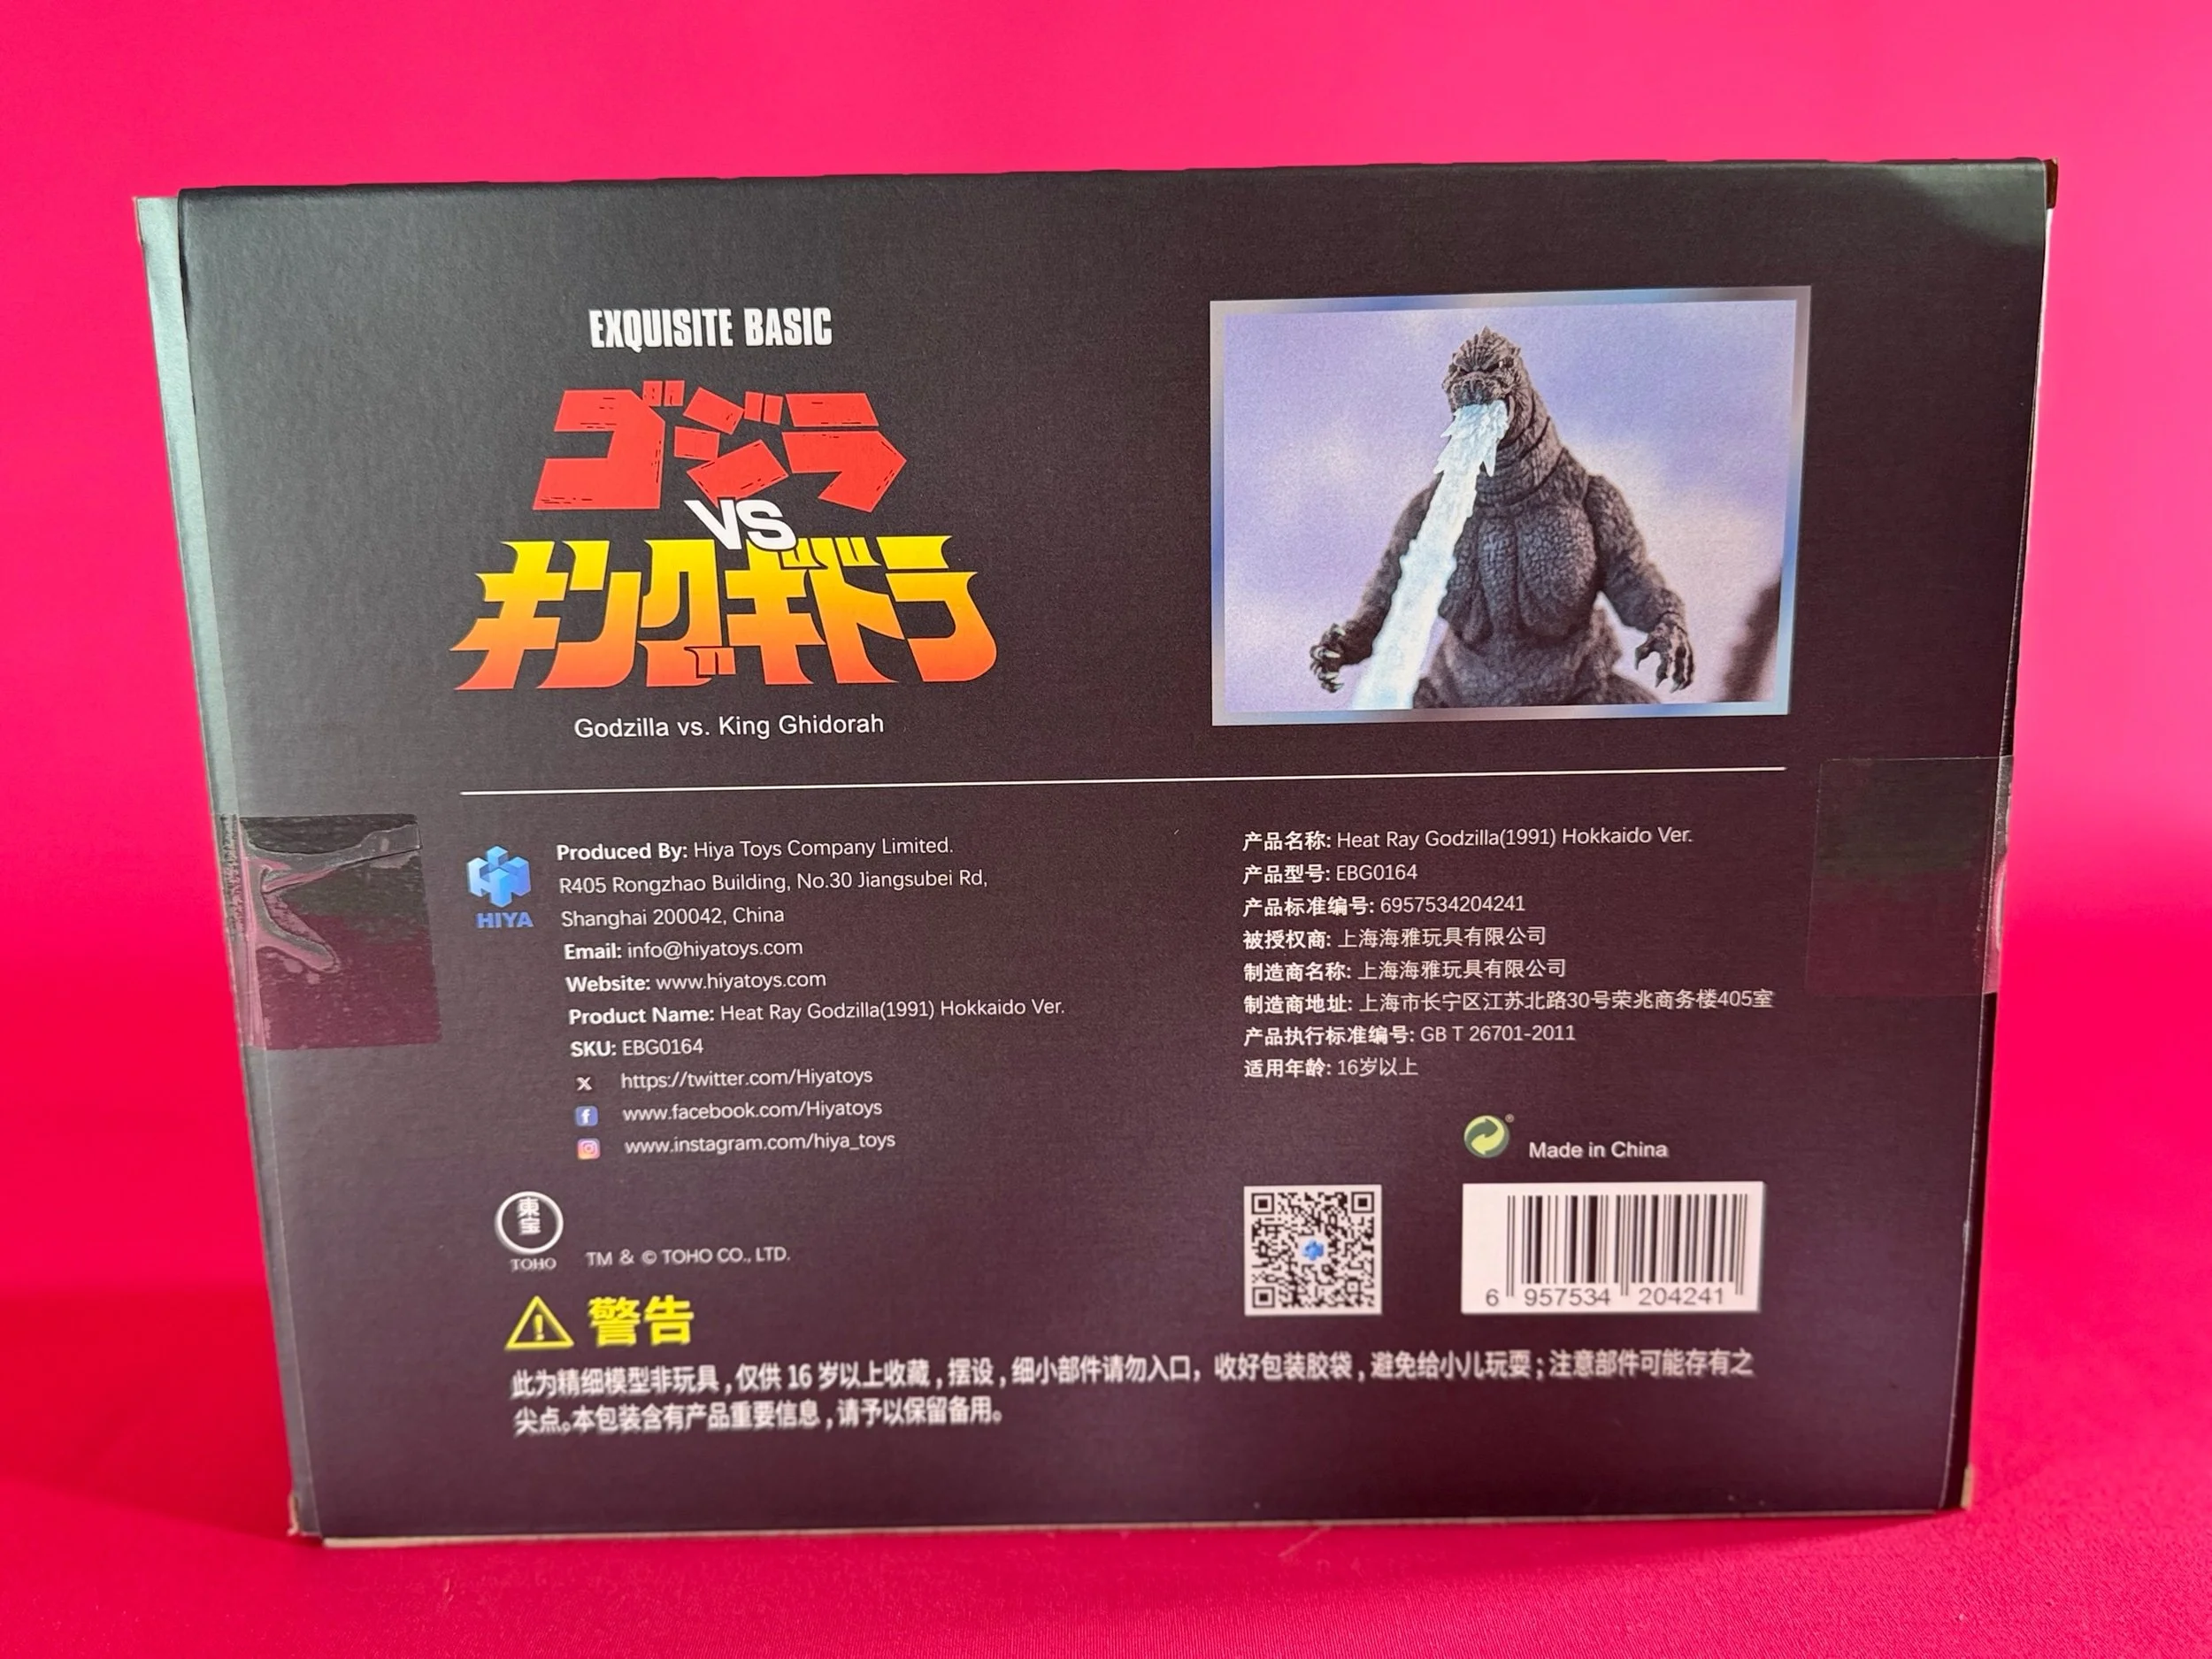 EXQUISITE BASIC
ゴジラ
VS
キングギドラ
Godzilla vs. King Ghidorah
HIYA
Produced By: Hiya Toys Company Limited.
R405 Rongzhao Building, No.30 Jiangsubei Rd,
Shanghai 200042, China
Email: info@hiyatoys.com
Website: www.hiyatoys.com
Product Name: Heat Ray Godzilla(1991) Hokkaido Ver.
SKU: EBG0164
X https://twitter.com/Hiyatoys
f www.facebook.com/Hiyatoys
www.instagram.com/hiya_toys
产品名称: Heat Ray Godzilla(1991) Hokkaido Ver.
产品型号: EBG0164
产品标准编号: 6957534204241
被授权商: 上海海雅玩具有限公司
制造商名称: 上海海雅玩具有限公司
制造商地址: 上海市长宁区江苏北路30号荣兆商务楼405室
产品执行标准编号: GB T 26701-2011
适用年龄: 16岁以上
® Made in China
東宝
TOHO
TM & © TOHO CO., LTD.
6 957534 204241
警告
此为精细模型非玩具,仅供 16 岁以上收藏,摆设,细小部件请勿入口，收好包装胶袋,避免给小儿玩耍;注意部件可能存有之
尖点。本包装含有产品重要信息,请予以保留备用。